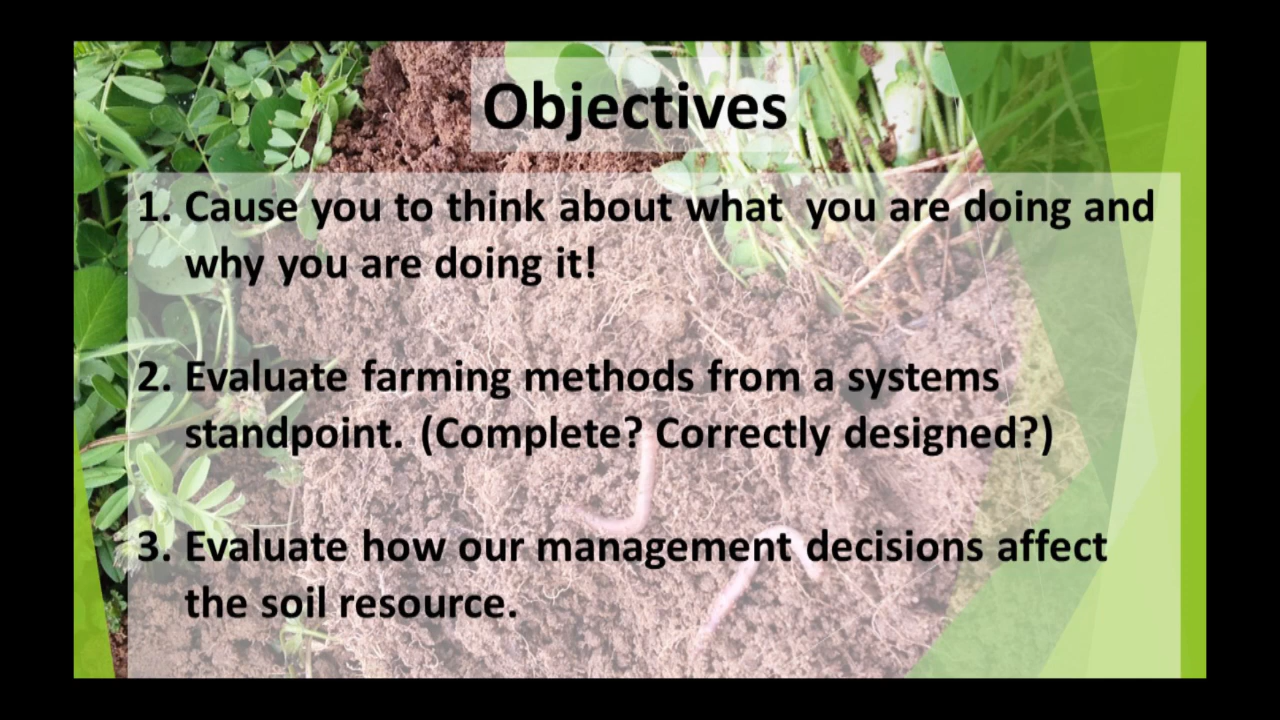 Objectives
1. Cause you to think about what  you are doing and
why you are doing it!
2. Evaluate farming methods from a systems
standpoint. (Complete? Correctly designed?)
3. Evaluate how our management decisions affect
the soil resource.